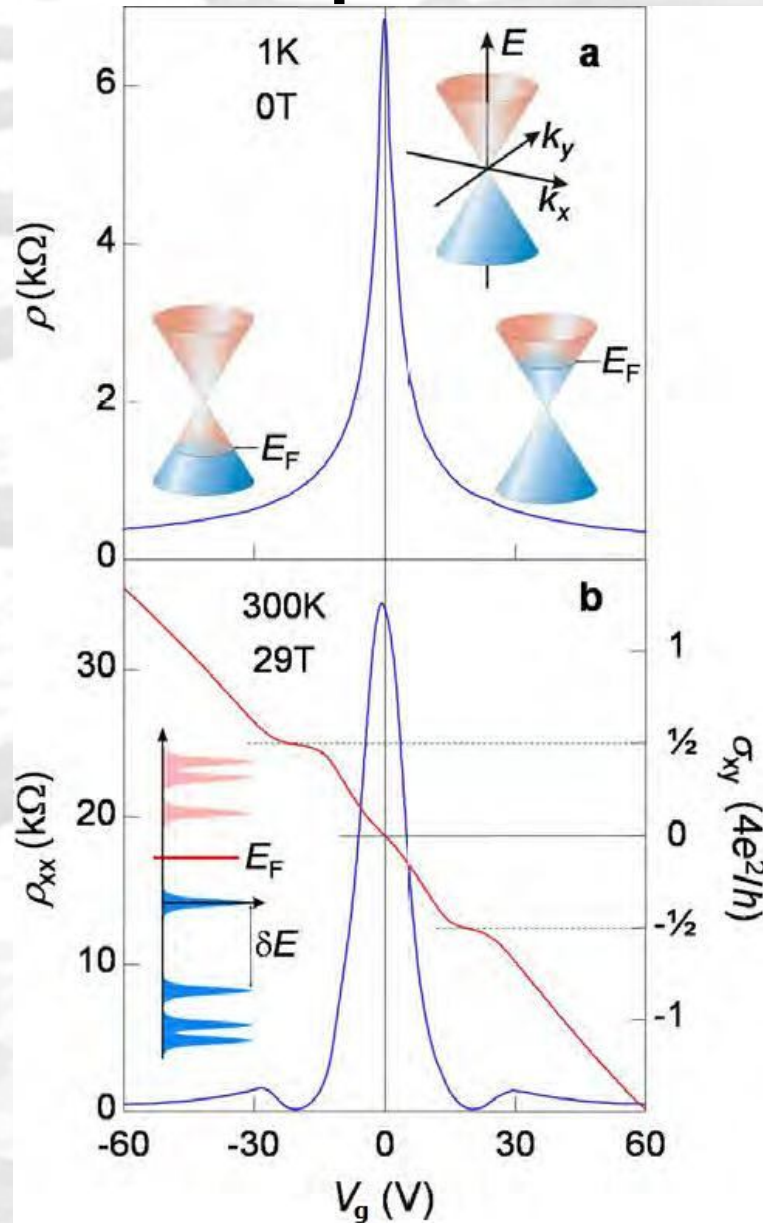 1K
0T
a
E
k_y
k_x
6
4
2
0
ρ (kΩ)
E_F
E_F
b
300K
29T
30
20
10
0
ρ_xx (kΩ)
E_F
δE
1
½
0
-½
-1
σ_xy (4e²/h)
-60 -30 0 30 60
V_g (V)